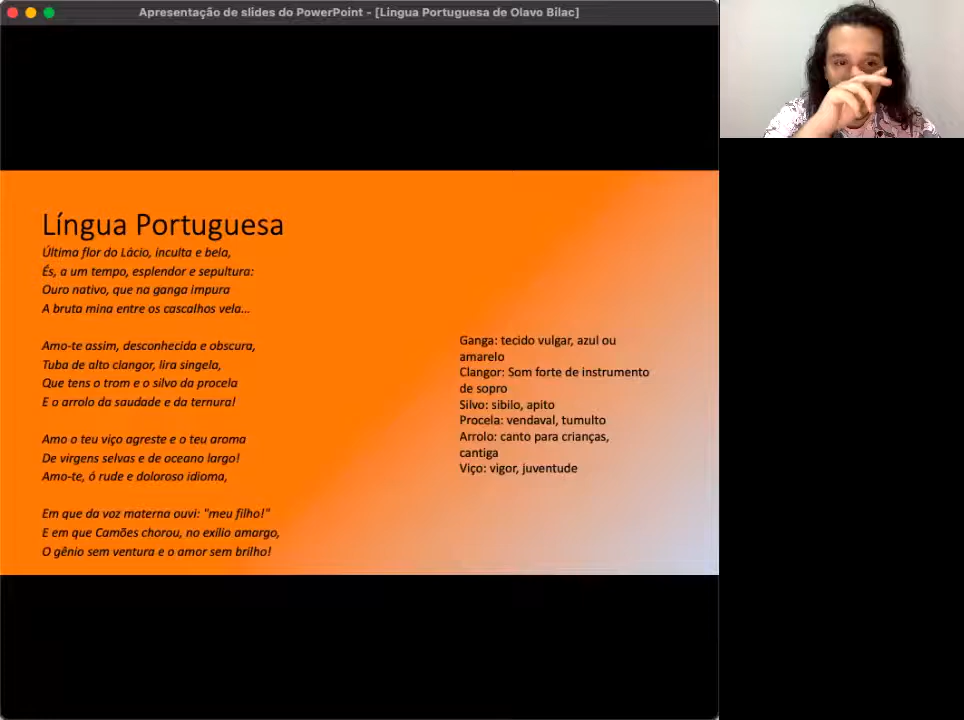 Apresentação de slides do PowerPoint - [Lingua Portuguesa de Olavo Bilac]
Língua Portuguesa
Última flor do Lácio, inculta e bela,
És, a um tempo, esplendor e sepultura:
Ouro nativo, que na ganga impura
A bruta mina entre os cascalhos vela...
Amo-te assim, desconhecida e obscura,
Tuba de alto clangor, lira singela,
Que tens o trom e o silvo da procela
E o arrolo da saudade e da ternura!
Amo o teu viço agreste e o teu aroma
De virgens selvas e de oceano largo!
Amo-te, ó rude e doloroso idioma,
Em que da voz materna ouvi: "meu filho!"
E em que Camões chorou, no exílio amargo,
O gênio sem ventura e o amor sem brilho!
Ganga: tecido vulgar, azul ou
amarelo
Clangor: Som forte de instrumento
de sopro
Silvo: sibilo, apito
Procela: vendaval, tumulto
Arrolo: canto para crianças,
cantiga
Viço: vigor, juventude